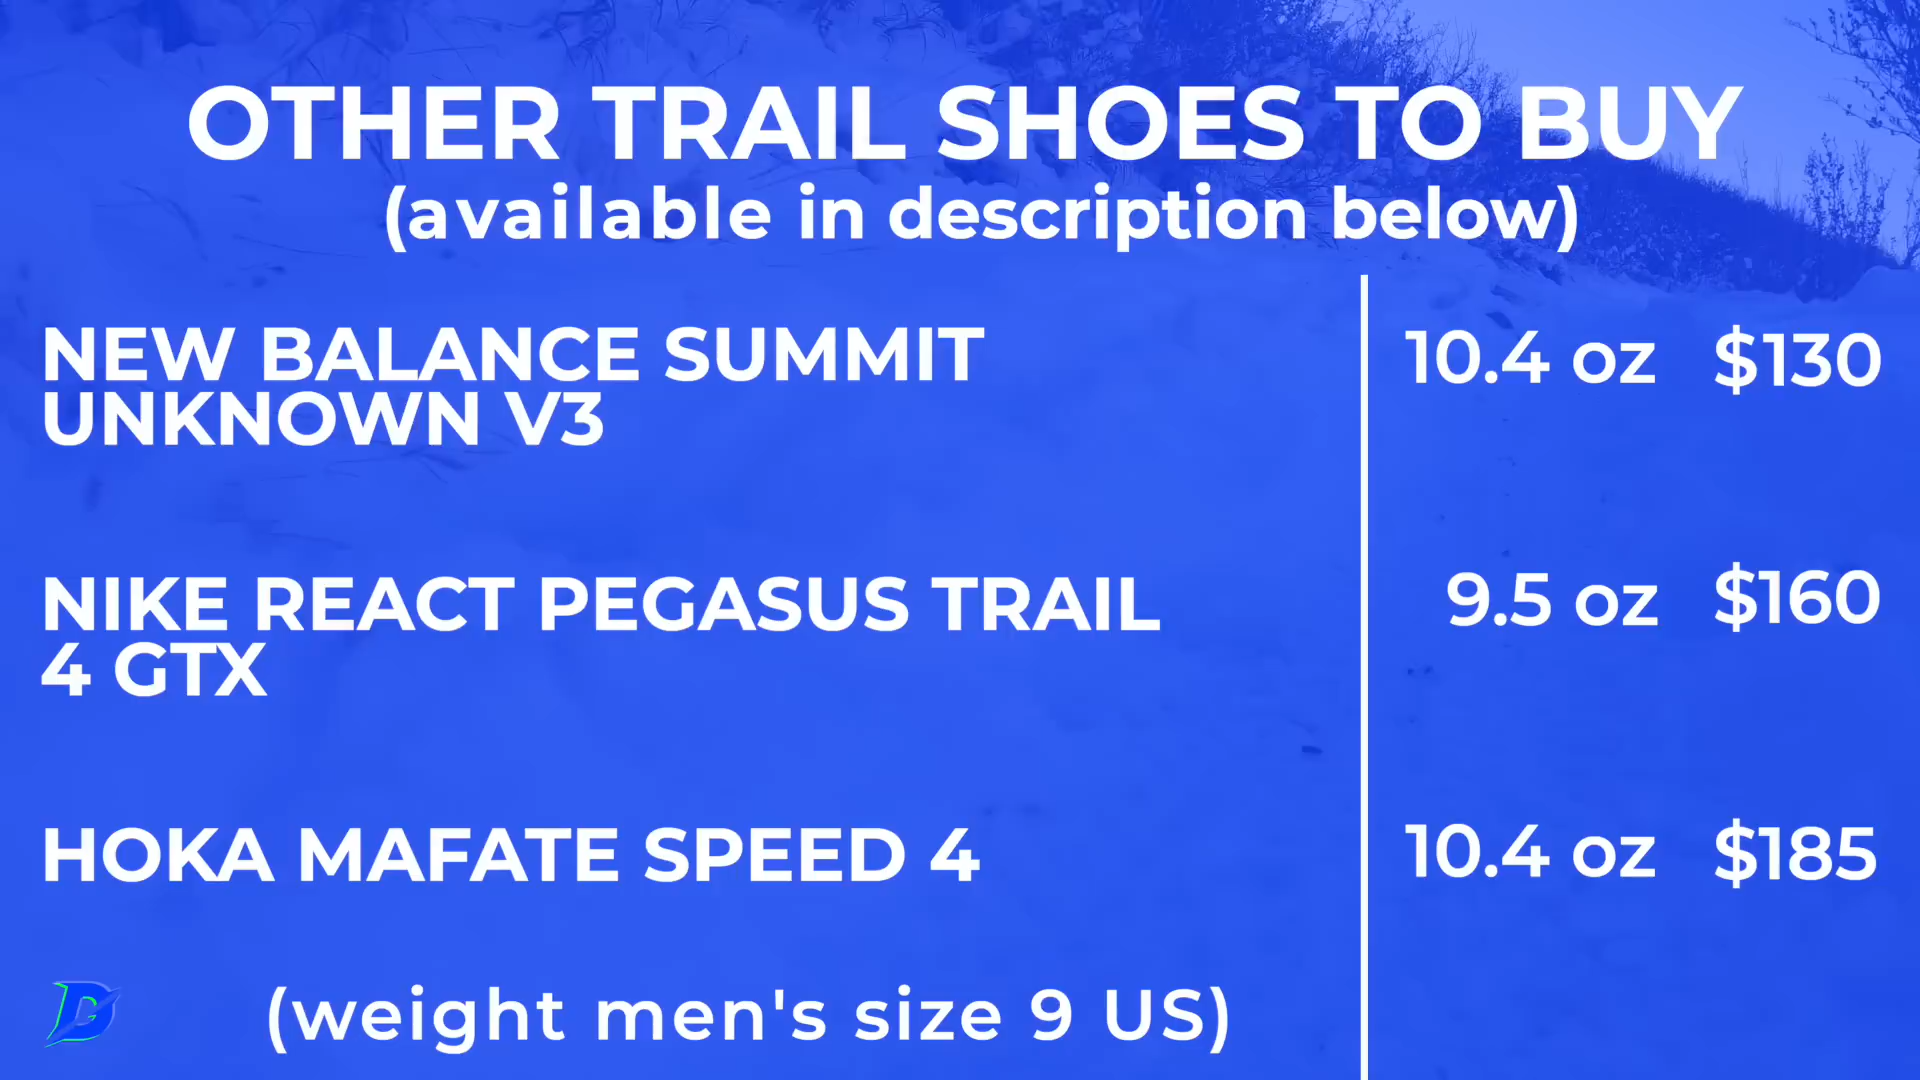 OTHER TRAIL SHOES TO BUY
(available in description below)
NEW BALANCE SUMMIT
UNKNOWN V3
10.4 oz $130
NIKE REACT PEGASUS TRAIL
4 GTX
9.5 oz $160
HOKA MAFATE SPEED 4
10.4 oz $185
(weight men's size 9 US)